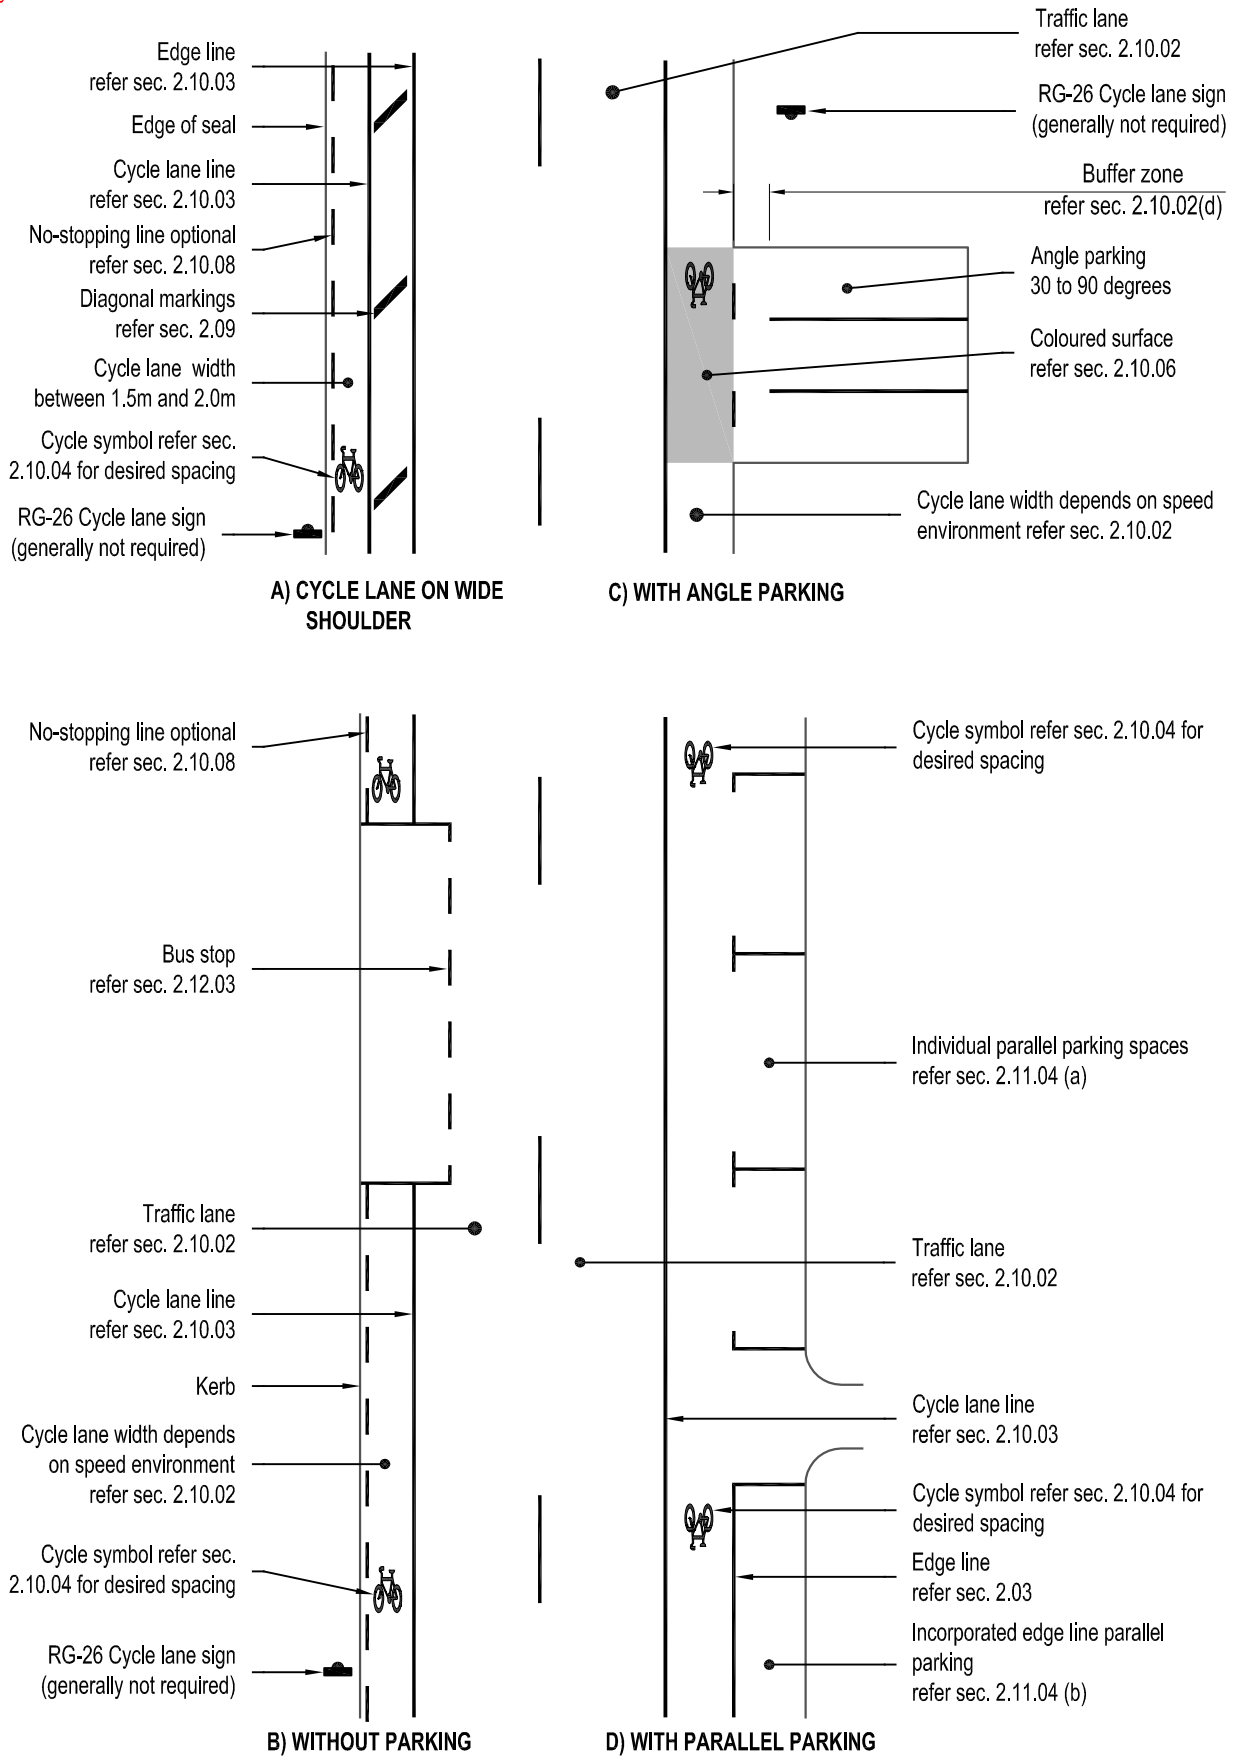 Edge line
refer sec. 2.10.03
Edge of seal
Cycle lane line
refer sec. 2.10.03
No-stopping line optional
refer sec. 2.10.08
Diagonal markings
refer sec. 2.09
Cycle lane width
between 1.5m and 2.0m
Cycle symbol refer sec.
2.10.04 for desired spacing
RG-26 Cycle lane sign
(generally not required)
A) CYCLE LANE ON WIDE
SHOULDER
Traffic lane
refer sec. 2.10.02
RG-26 Cycle lane sign
(generally not required)
Buffer zone
refer sec. 2.10.02(d)
Angle parking
30 to 90 degrees
Coloured surface
refer sec. 2.10.06
Cycle lane width depends on speed
environment refer sec. 2.10.02
C) WITH ANGLE PARKING
No-stopping line optional
refer sec. 2.10.08
Bus stop
refer sec. 2.12.03
Traffic lane
refer sec. 2.10.02
Cycle lane line
refer sec. 2.10.03
Kerb
Cycle lane width depends
on speed environment
refer sec. 2.10.02
Cycle symbol refer sec.
2.10.04 for desired spacing
RG-26 Cycle lane sign
(generally not required)
B) WITHOUT PARKING
Cycle symbol refer sec. 2.10.04 for
desired spacing
Individual parallel parking spaces
refer sec. 2.11.04 (a)
Traffic lane
refer sec. 2.10.02
Cycle lane line
refer sec. 2.10.03
Cycle symbol refer sec. 2.10.04 for
desired spacing
Edge line
refer sec. 2.03
Incorporated edge line parallel
parking
refer sec. 2.11.04 (b)
D) WITH PARALLEL PARKING